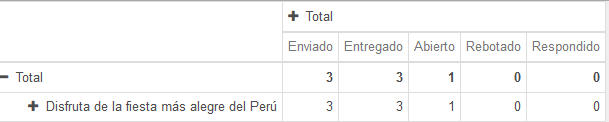 Total
Enviado Entregado Abierto Rebotado Respondido
Total 3 3 1 0 0
Disfruta de la fiesta más alegre del Perú 3 3 1 0 0